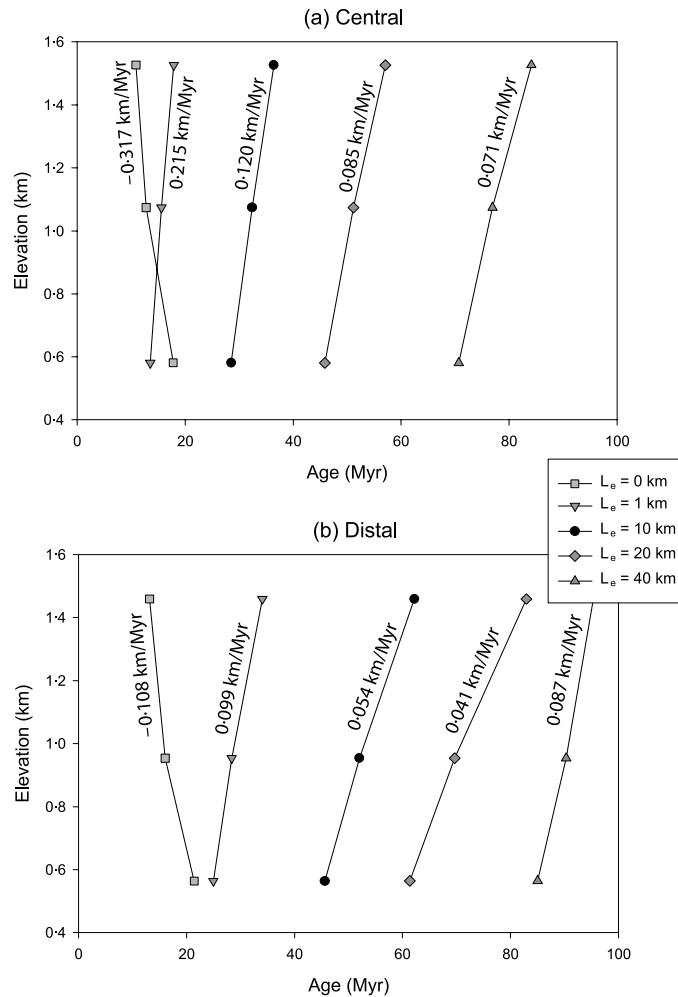 (a) Central
1·6
1·4
1·2
1·0
0·8
0·6
0·4
Elevation (km)
−0·317 km/Myr
0·215 km/Myr
0·120 km/Myr
0·085 km/Myr
0·071 km/Myr
0 20 40 60 80 100
Age (Myr)
L e = 0 km
L e = 1 km
L e = 10 km
L e = 20 km
L e = 40 km
(b) Distal
1·6
1·4
1·2
1·0
0·8
0·6
0·4
Elevation (km)
−0·108 km/Myr
0·099 km/Myr
0·054 km/Myr
0·041 km/Myr
0·087 km/Myr
0 20 40 60 80 100
Age (Myr)